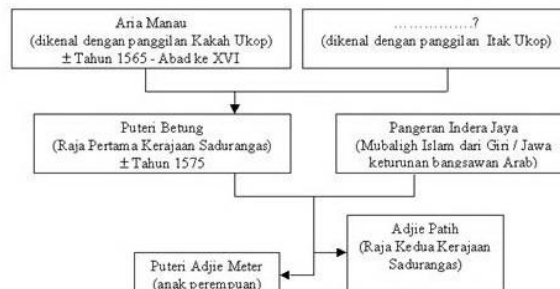 Aria Manau
(dikenal dengan panggilan Kakah Ukop)
± Tahun 1565 - Abad ke XVI
................?
(dikenal dengan panggilan Itak Ukop)
Puteri Betung
(Raja Pertama Kerajaan Sadurangas)
± Tahun 1575
Pangeran Indera Jaya
(Mubaligh Islam dari Giri / Jawa
keturunan bangsawan Arab)
Adjie Patih
(Raja Kedua Kerajaan
Sadurangas)
Puteri Adjie Meter
(anak perempuan)